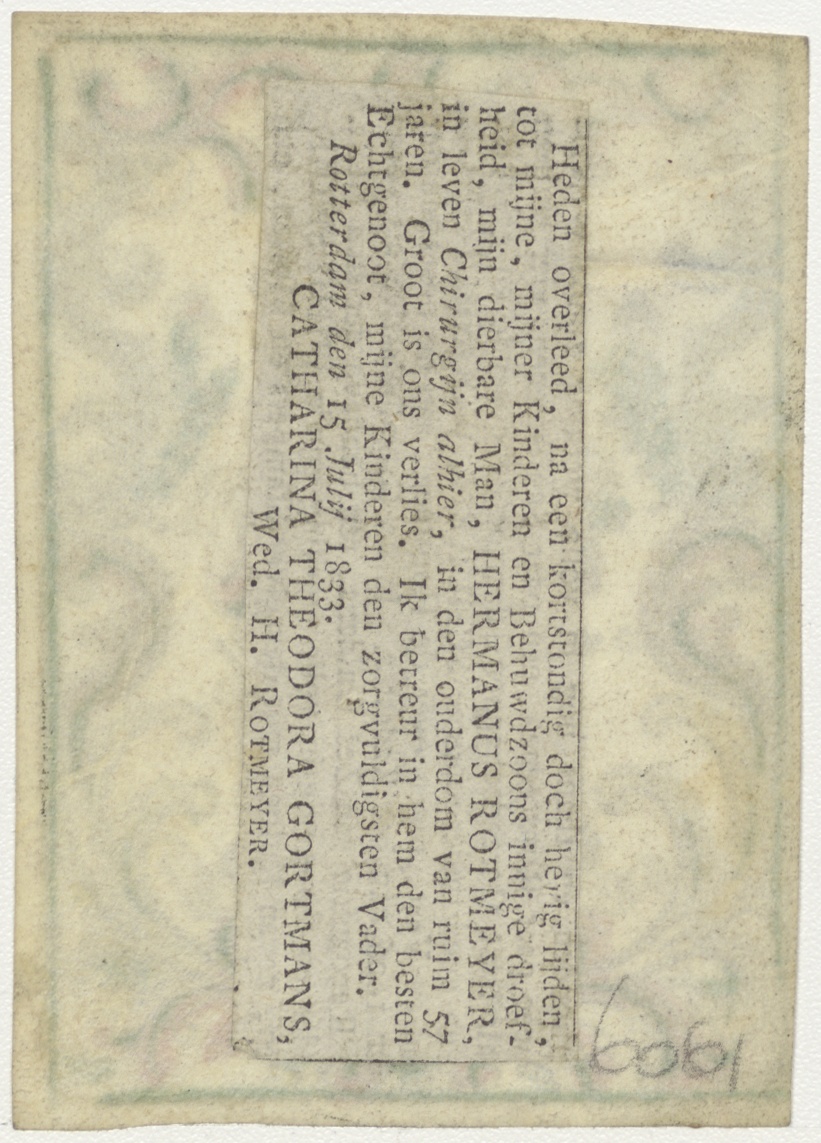 Heden overleed, na een kortstondig doch hevig lijden,
tot mijne, mijner Kinderen en Behuwdzoons innige droef-
heid, mijn dierbare Man, HERMANUS ROTMEYER,
in leven Chirurgijn alhier, in den ouderdom van ruim 57
jaren. Groot is ons verlies. Ik betreur in hem den besten
Echtgenoot, mijne Kinderen den zorgvuldigsten Vader.
Rotterdam den 15 Julij 1833.
CATHARINA THEODORA GORTMANS,
Wed. H. ROTMEYER.